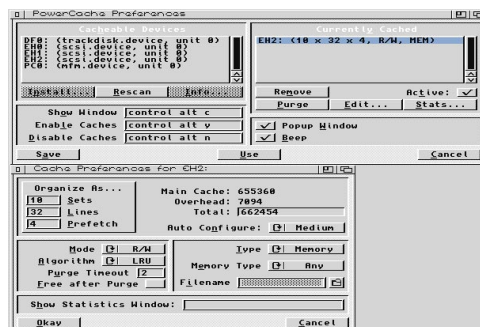 PowerCache Preferences
Cacheable Devices
DF0: (trackdisk.device, unit 0)
EH0: (scsi.device, unit 0)
EH1: (scsi.device, unit 0)
EH2: (scsi.device, unit 0)
PC0: (mfm.device, unit 0)
Install... Rescan Info...
Show Window control alt c
Enable Caches control alt y
Disable Caches control alt n
Currently Cached
EH2: (10 x 32 x 4, R/W, MEM)
Remove Active:
Purge Edit... Stats...
Popup Window
Beep
Save Use Cancel
Cache Preferences for EH2:
Organize As...
10 Sets
32 Lines
4 Prefetch
Main Cache: 655360
Overhead: 7094
Total: 662454
Auto Configure: Medium
Mode R/W
Algorithm LRU
Purge Timeout 2
Free after Purge
Type Memory
Memory Type Any
Filename
Show Statistics Window:
Okay Cancel